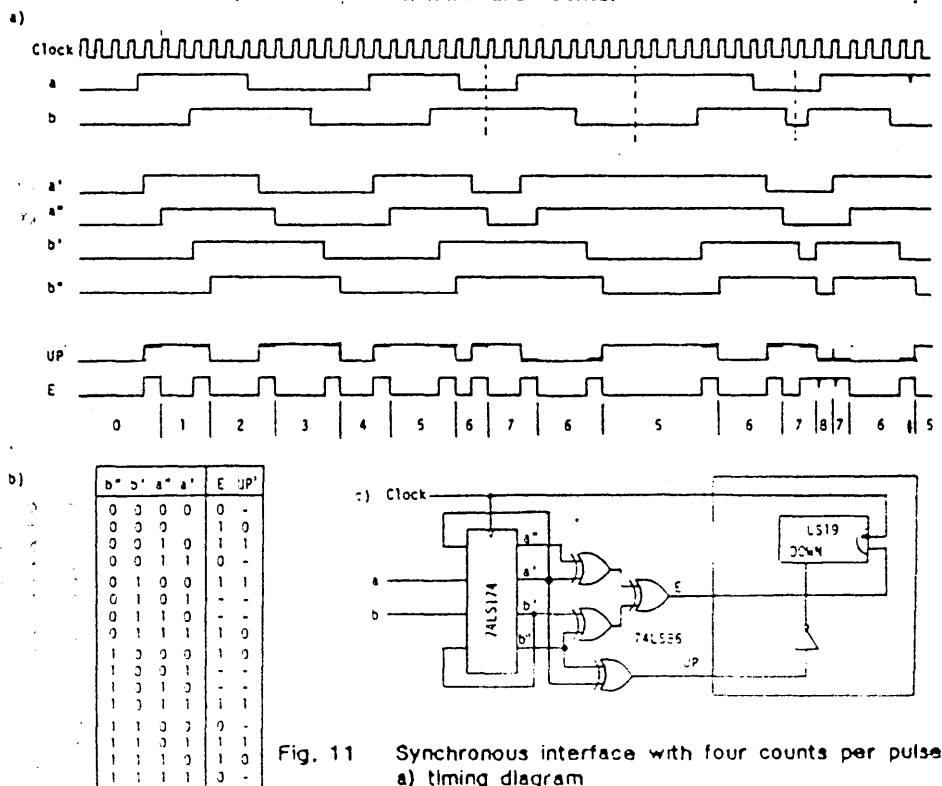 a)
Clock
a
b
a'
a"
b'
b"
UP
E
0 1 2 3 4 5 6 7 6 5 6 7 8 7 6 5
b)
b" b' a" a' E UP'
0 0 0 0 0 -
0 0 0 1 0
0 0 1 0 1 1
0 0 1 1 0 -
0 1 0 0 1 1
0 1 0 1 - -
0 1 1 0 - -
0 1 1 1 1 0
1 0 0 0 1 0
1 0 0 1 - -
1 0 1 0 - -
1 0 1 1 1 1
1 1 0 0 0 -
1 1 0 1 1 1
1 1 1 0 1 0
1 1 1 1 0 -
Clock
a
b
74LS174
a"
a'
b'
b"
E
UP
LS19
DOWN
Fig. 11 Synchronous interface with four counts per pulse
a) timing diagram